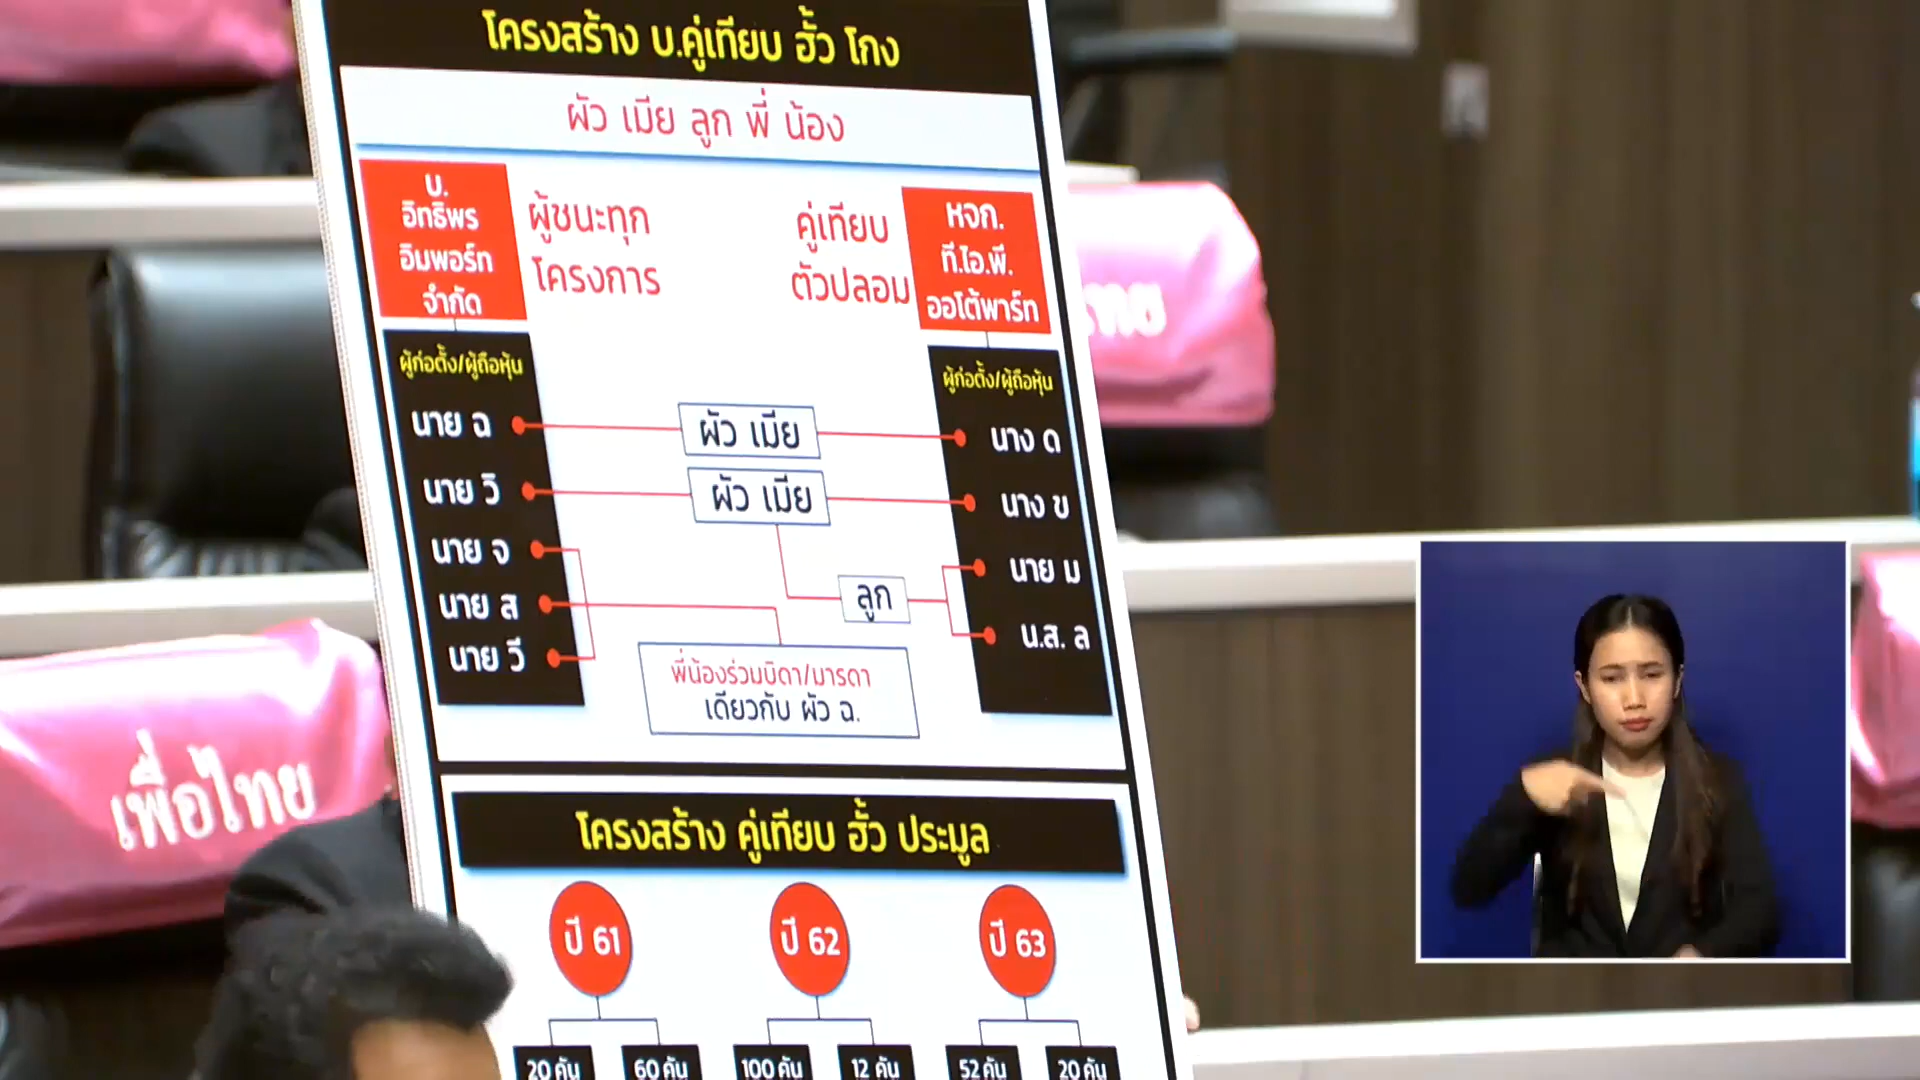 โครงสร้าง บ.คู่เทียบ ฮั้ว โกง
ผัว เมีย ลูก พี่ น้อง
บ.
อิทธิพร
อิมพอร์ท
จำกัด
ผู้ชนะทุก
โครงการ
คู่เทียบ
ตัวปลอม
หจก.
ที.ไอ.พี.
ออโต้พาร์ท
ผู้ก่อตั้ง/ผู้ถือหุ้น
นาย ฉ
นาย วิ
นาย จ
นาย ส
นาย วี
ผัว เมีย
ผัว เมีย
ลูก
พี่น้องร่วมบิดา/มารดา
เดียวกับ ผัว ฉ.
ผู้ก่อตั้ง/ผู้ถือหุ้น
นาง ด
นาง ข
นาย ม
น.ส. ล
โครงสร้าง คู่เทียบ ฮั้ว ประมูล
ปี 61
ปี 62
ปี 63
20 คัน
60 คัน
100 คัน
12 คัน
52 คัน
20 คัน
เพื่อไทย